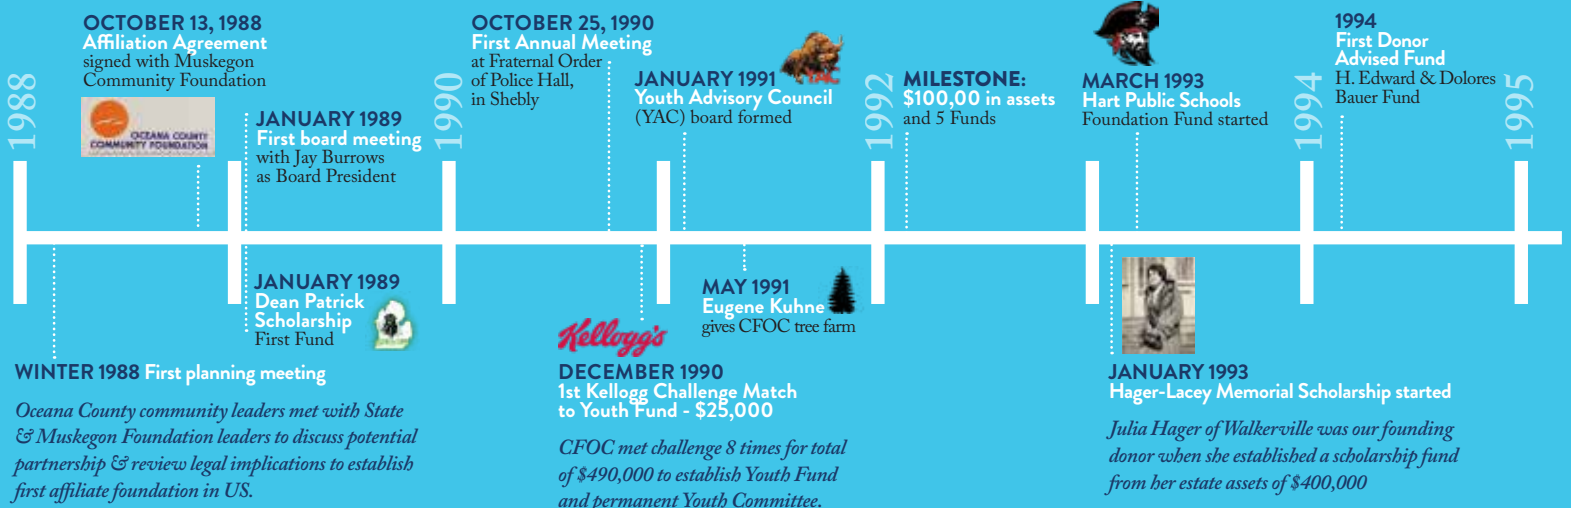 1988
OCTOBER 13, 1988
Affiliation Agreement
signed with Muskegon
Community Foundation
OCEANA COUNTY
COMMUNITY FOUNDATION
JANUARY 1989
First board meeting
with Jay Burrows
as Board President
1990
OCTOBER 25, 1990
First Annual Meeting
at Fraternal Order
of Police Hall,
in Shebly
JANUARY 1991
Youth Advisory Council
(YAC) board formed
YAC
1992
MILESTONE:
$100,00 in assets
and 5 Funds
MARCH 1993
Hart Public Schools
Foundation Fund started
1994
1994
First Donor
Advised Fund
H. Edward & Dolores
Bauer Fund
1995
WINTER 1988 First planning meeting
Oceana County community leaders met with State
& Muskegon Foundation leaders to discuss potential
partnership & review legal implications to establish
first affiliate foundation in US.
JANUARY 1989
Dean Patrick
Scholarship
First Fund
Kellogg's
DECEMBER 1990
1st Kellogg Challenge Match
to Youth Fund - $25,000
CFOC met challenge 8 times for total
of $490,000 to establish Youth Fund
and permanent Youth Committee.
MAY 1991
Eugene Kuhne
gives CFOC tree farm
JANUARY 1993
Hager-Lacey Memorial Scholarship started
Julia Hager of Walkerville was our founding
donor when she established a scholarship fund
from her estate assets of $400,000